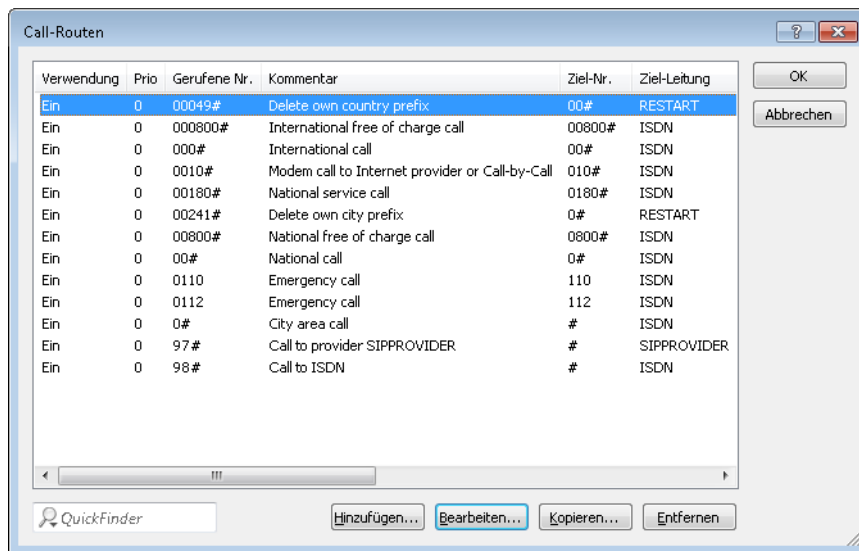 Call-Routen
Verwendung Prio Gerufene Nr. Kommentar Ziel-Nr. Ziel-Leitung
Ein 0 00049# Delete own country prefix 00# RESTART
Ein 0 000800# International free of charge call 00800# ISDN
Ein 0 000# International call 00# ISDN
Ein 0 0010# Modem call to Internet provider or Call-by-Call 010# ISDN
Ein 0 00180# National service call 0180# ISDN
Ein 0 00241# Delete own city prefix 0# RESTART
Ein 0 00800# National free of charge call 0800# ISDN
Ein 0 00# National call 0# ISDN
Ein 0 0110 Emergency call 110 ISDN
Ein 0 0112 Emergency call 112 ISDN
Ein 0 0# City area call # ISDN
Ein 0 97# Call to provider SIPPROVIDER # SIPPROVIDER
Ein 0 98# Call to ISDN # ISDN
OK
Abbrechen
QuickFinder
Hinzufügen... Bearbeiten... Kopieren... Entfernen